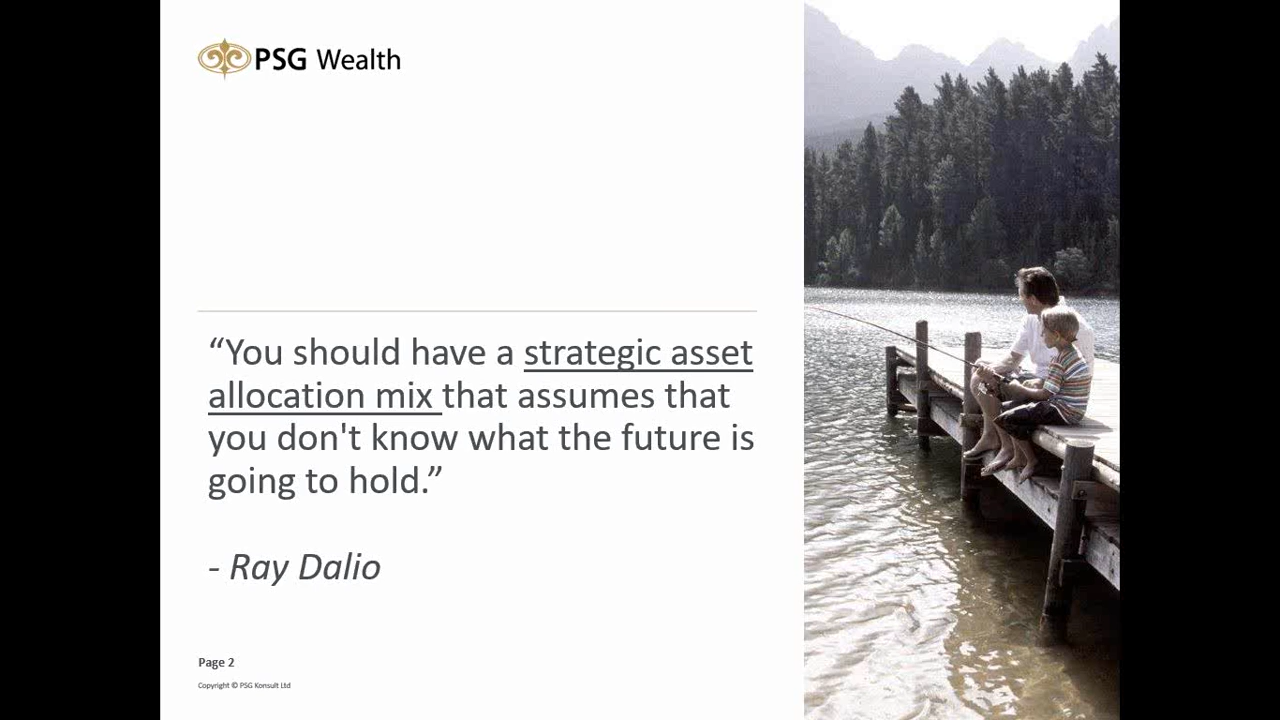 PSG Wealth
“You should have a strategic asset
allocation mix that assumes that
you don't know what the future is
going to hold.”
- Ray Dalio
Page 2
Copyright © PSG Konsult Ltd